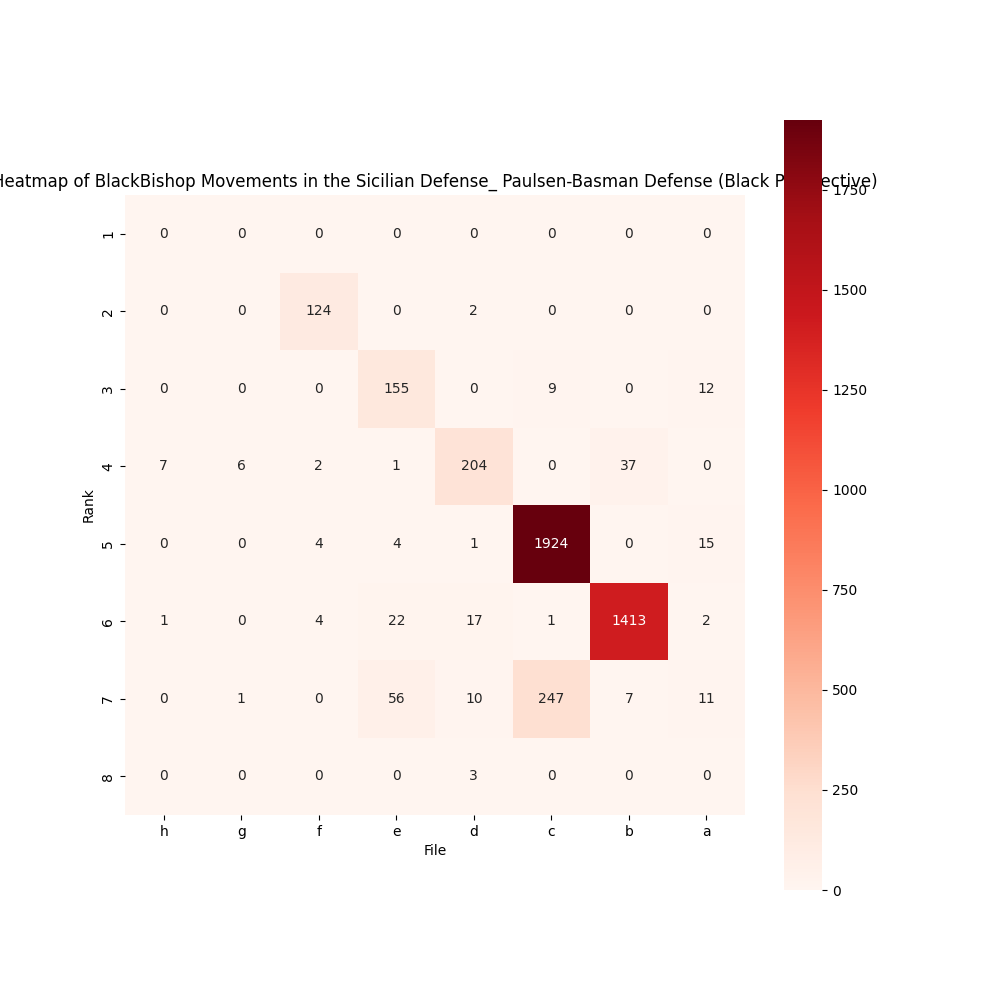 Heatmap of BlackBishop Movements in the Sicilian Defense_ Paulsen-Basman Defense (Black
Rank
1 0 0 0 0 0 0 0 0
2 0 0 124 0 2 0 0 0
3 0 0 0 155 0 9 0 12
4 7 6 2 1 204 0 37 0
5 0 0 4 4 1 1924 0 15
6 1 0 4 22 17 1 1413 2
7 0 1 0 56 10 247 7 11
8 0 0 0 0 3 0 0 0
h g f e d c b a
File
1750
1500
1250
1000
750
500
250
0